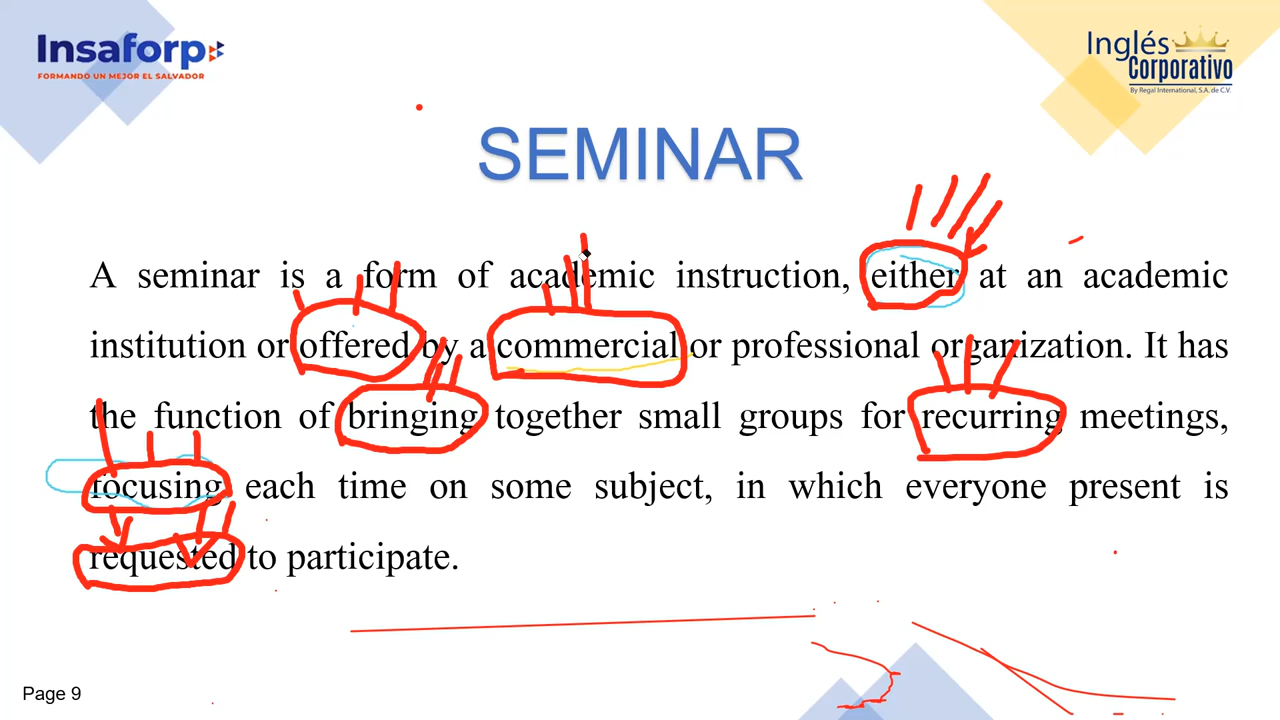 Insaforp
FORMANDO UN MEJOR EL SALVADOR
Inglés
Corporativo
By Regal International, S.A. de C.V.
SEMINAR
A seminar is a form of academic instruction, either at an academic
institution or offered by a commercial or professional organization. It has
the function of bringing together small groups for recurring meetings,
focusing each time on some subject, in which everyone present is
requested to participate.
Page 9